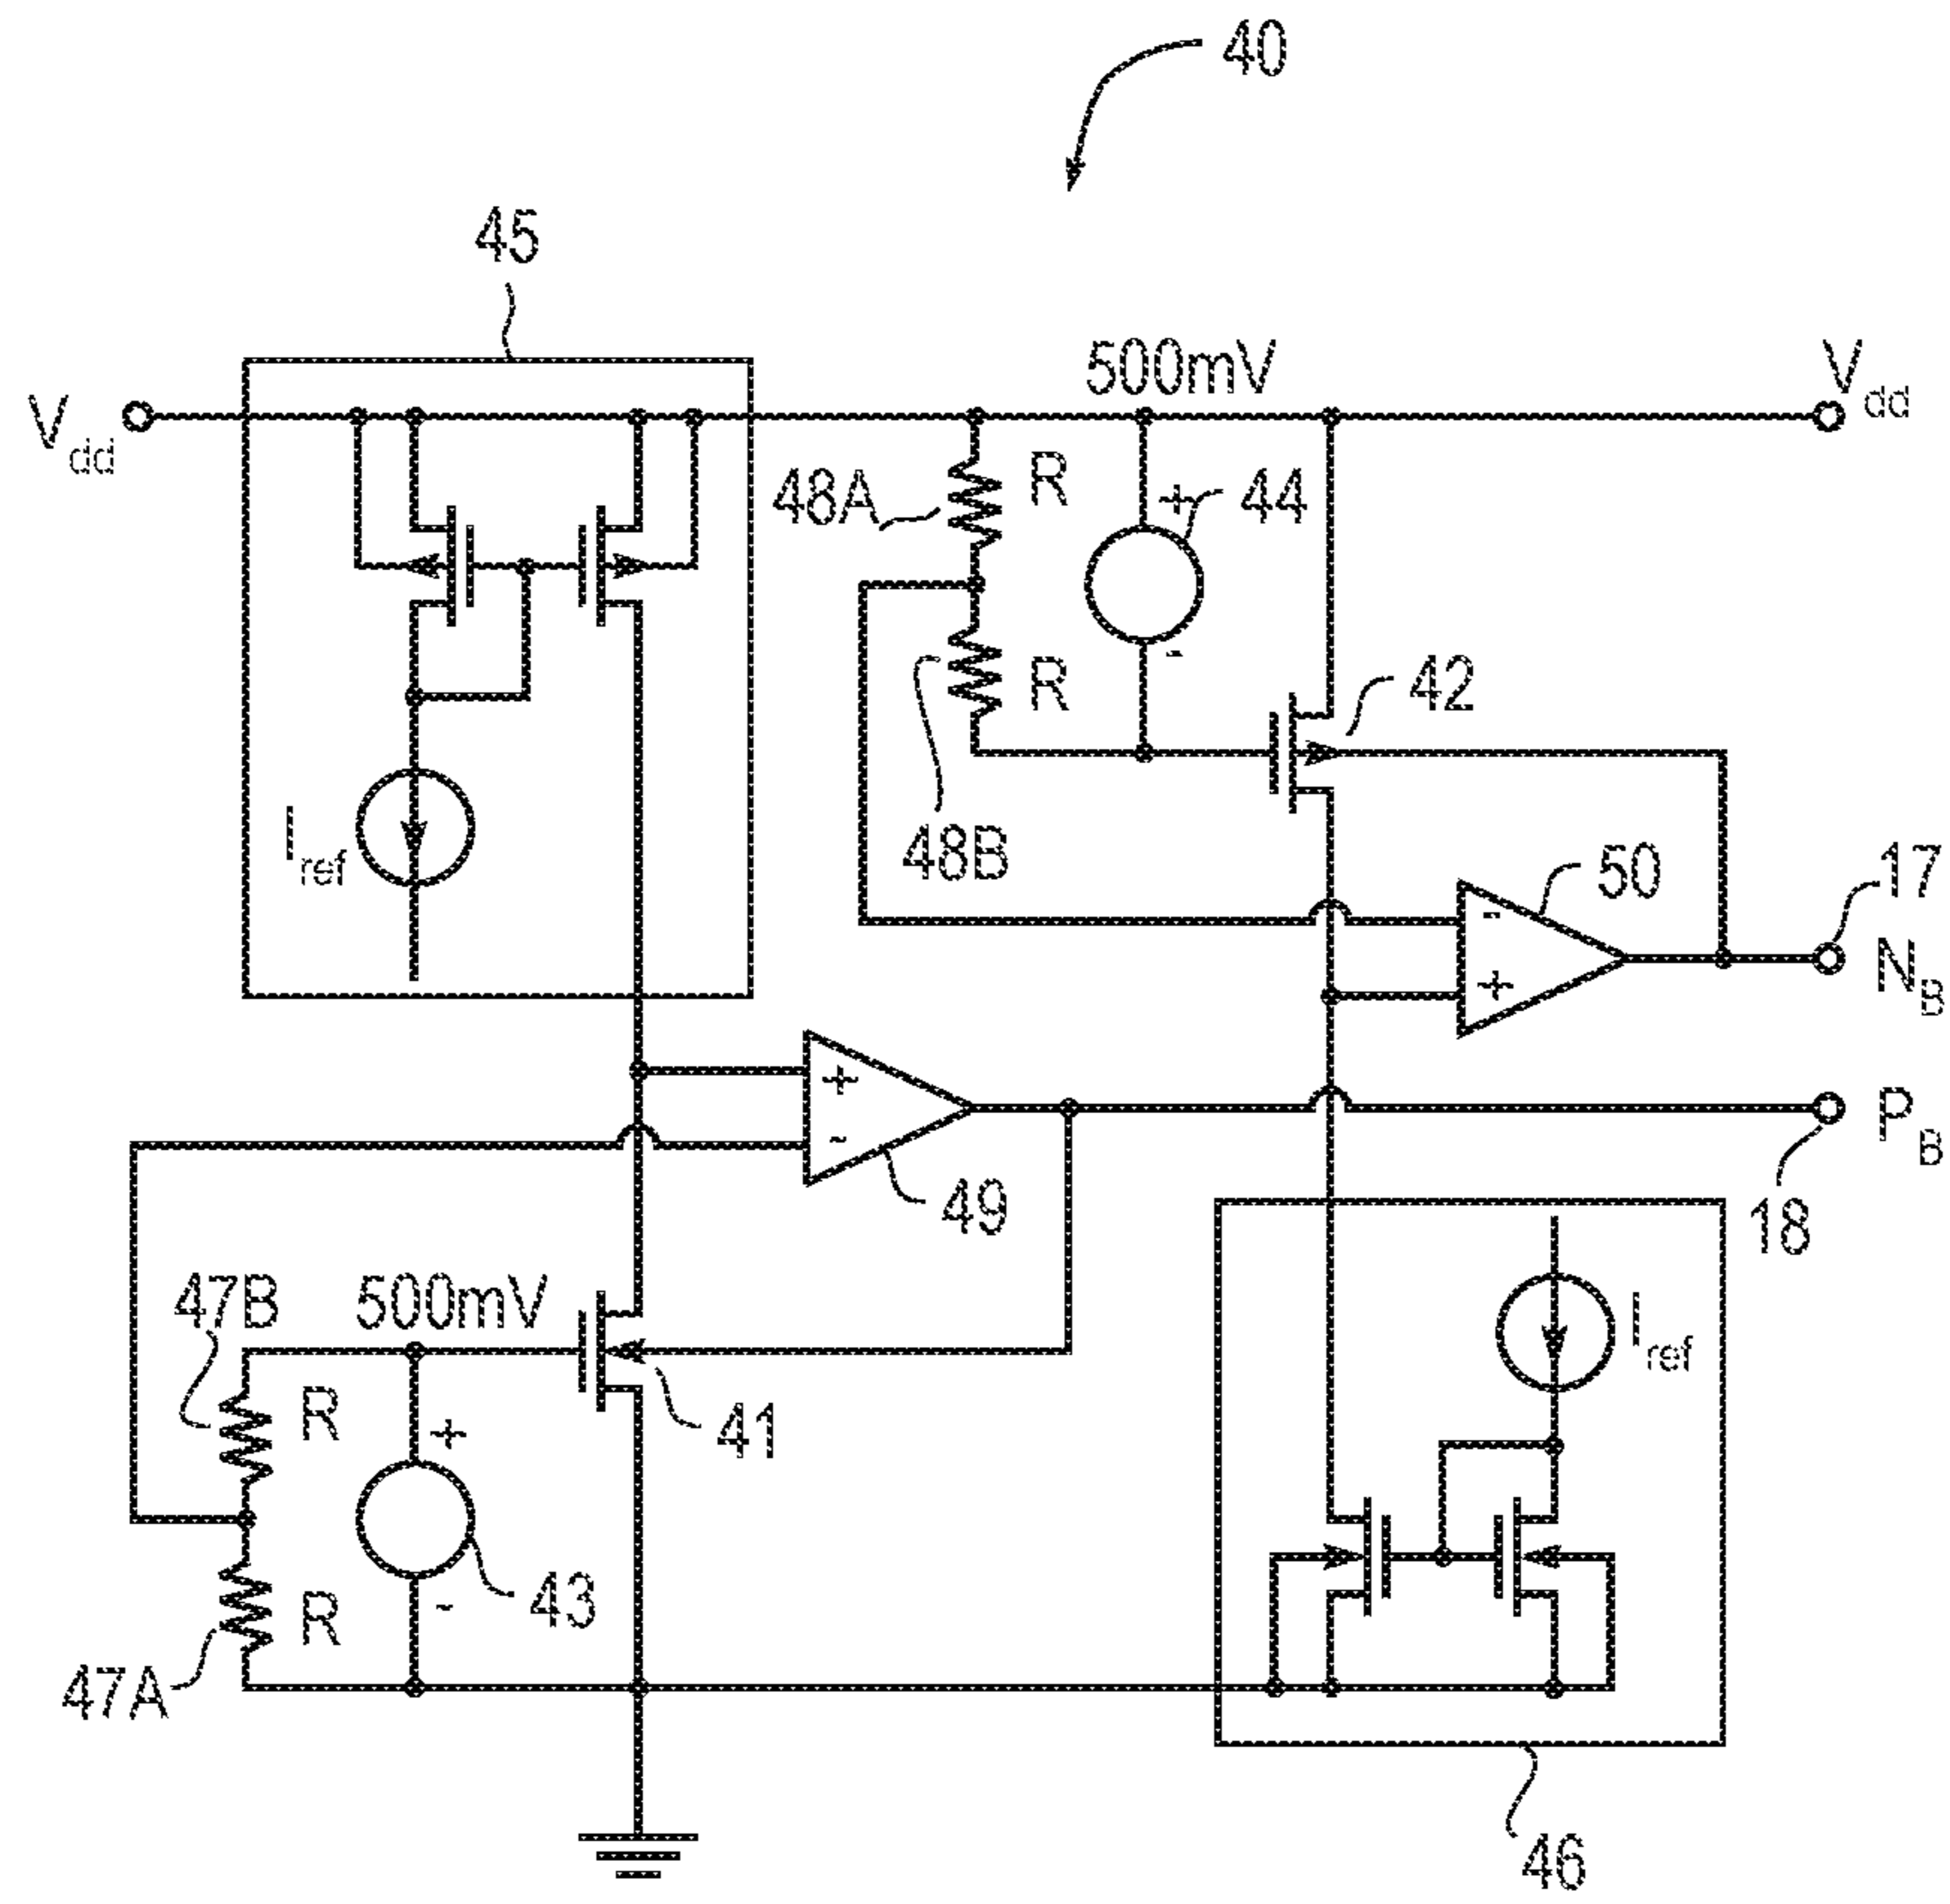 40
45
500mV
Vdd
Vdd
48A
R
+
44
-
R
42
48B
Iref
50
17
-
+
NB
+
-
PB
49
18
47B
500mV
Iref
R
+
41
43
-
R
47A
46